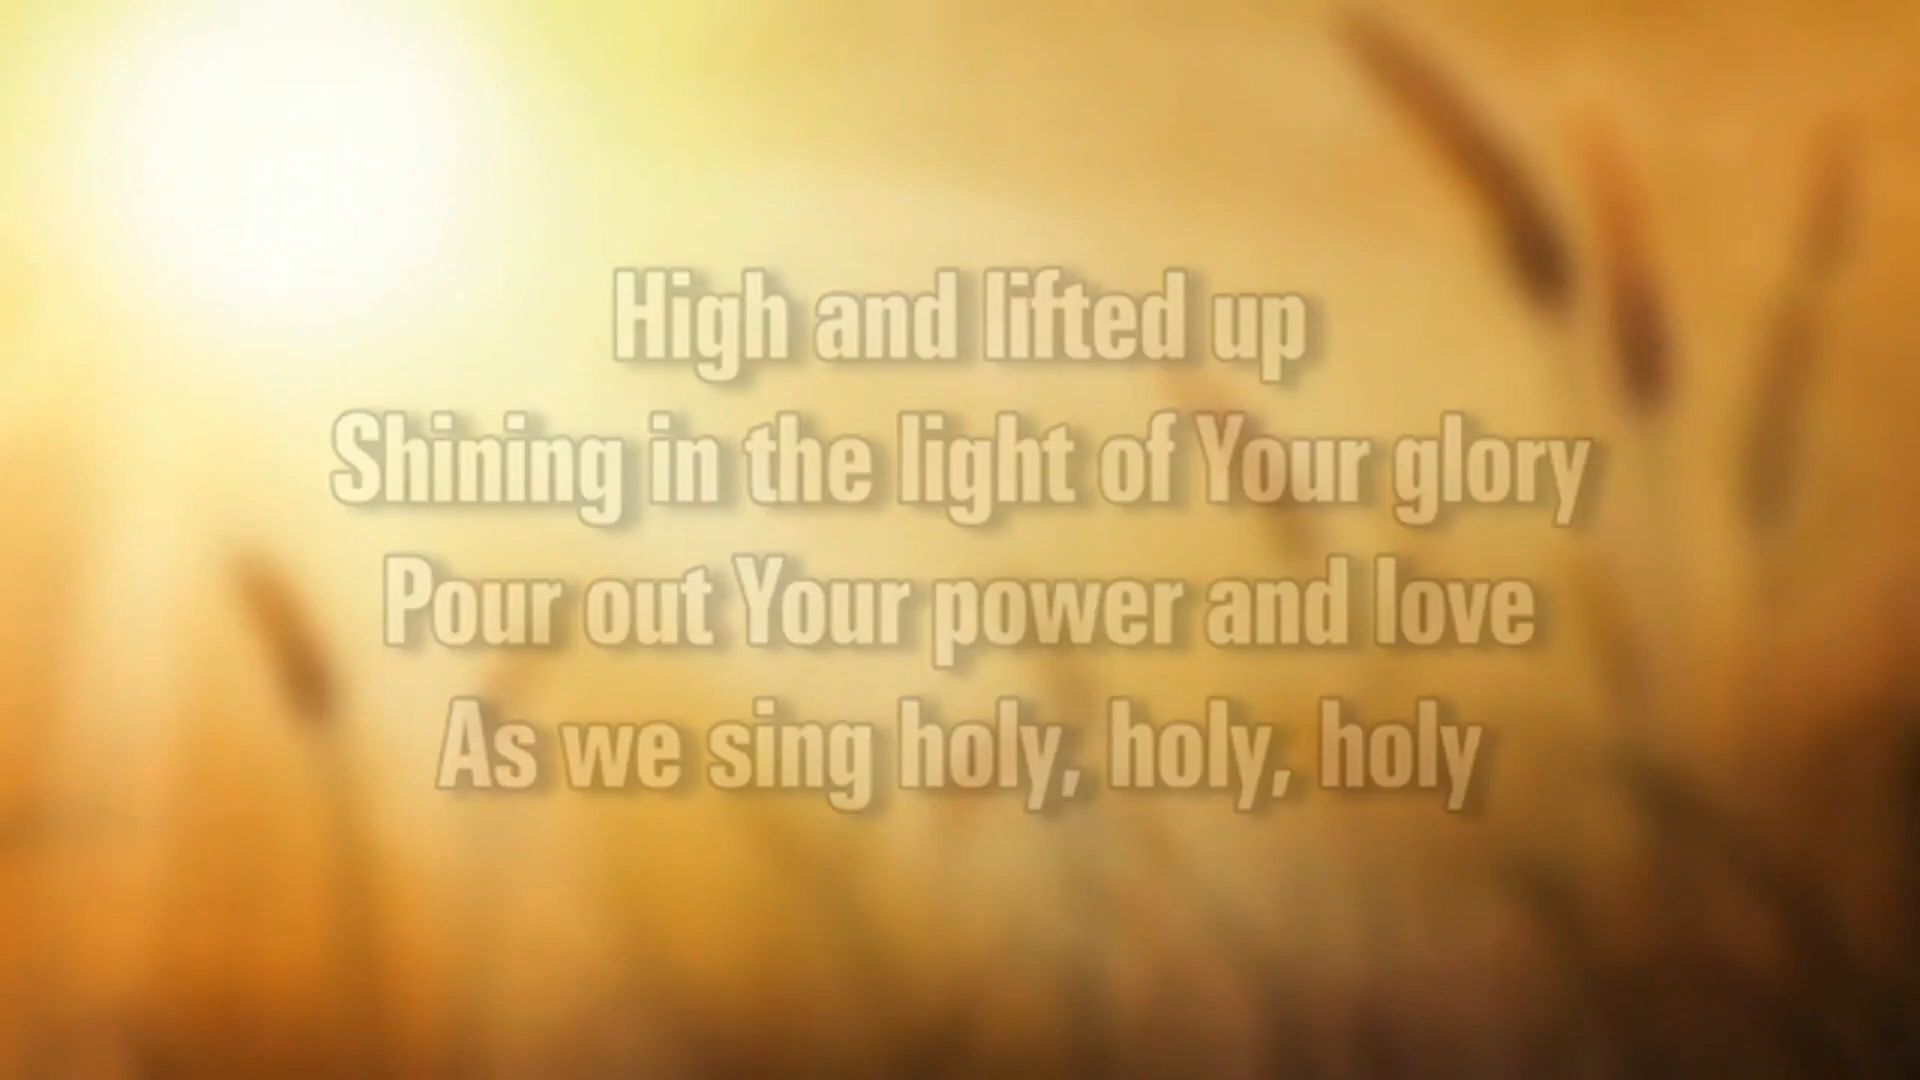 High and lifted up
Shining in the light of Your glory
Pour out Your power and love
As we sing holy, holy, holy